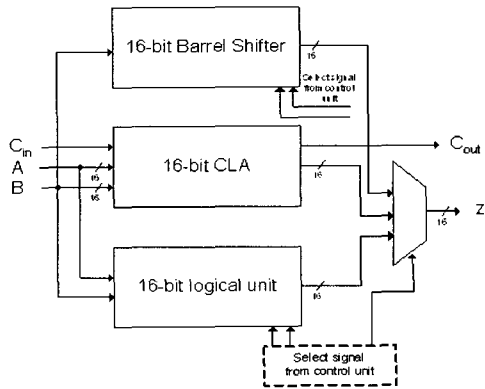 16-bit Barrel Shifter
16
Select signal
from control
unit
Cin
A
B
16
16
16-bit CLA
16
Cout
16
Z
16-bit logical unit
16
Select signal
from control unit